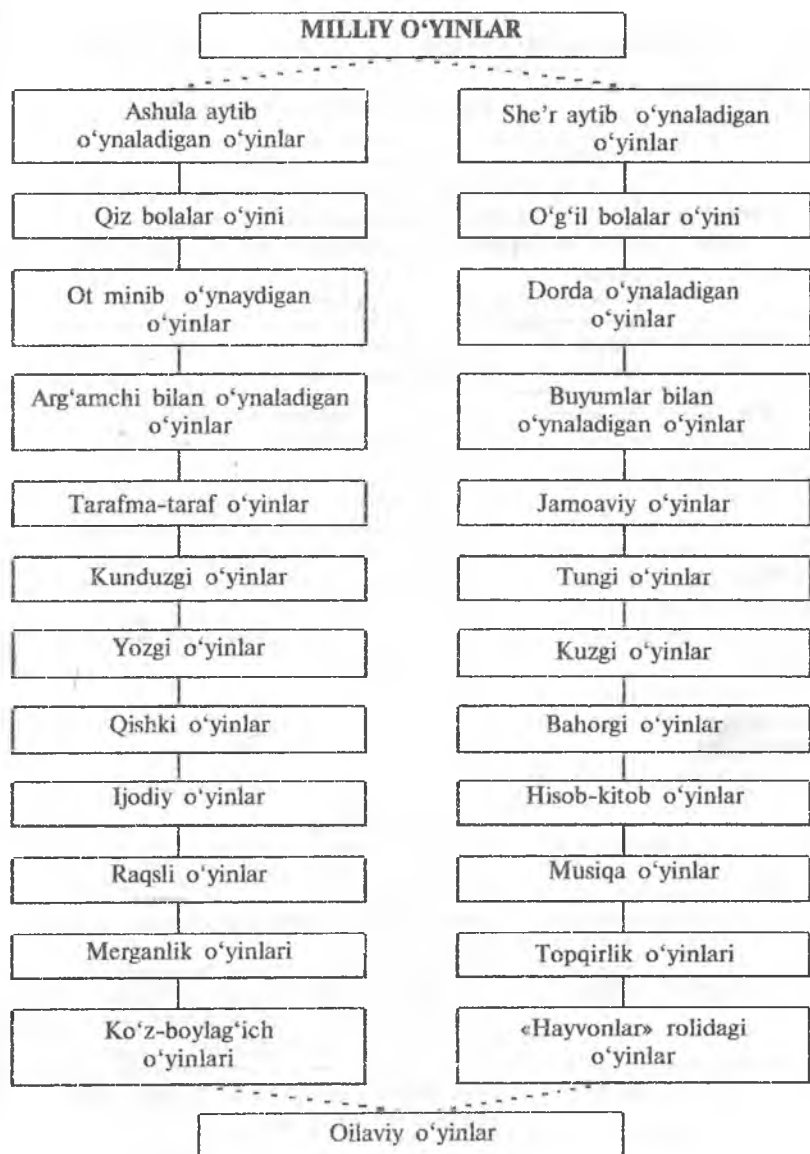 MILLIY O‘YINLAR
Ashula aytib
o‘ynaladigan o‘yinlar
She’r aytib o‘ynaladigan
o‘yinlar
Qiz bolalar o‘yini
O‘g‘il bolalar o‘yini
Ot minib o‘ynaydigan
o‘yinlar
Dorda o‘ynaladigan
o‘yinlar
Arg‘amchi bilan o‘ynaladigan
o‘yinlar
Buyumlar bilan
o‘ynaladigan o‘yinlar
Tarafma-taraf o‘yinlar
Jamoaviy o‘yinlar
Kunduzgi o‘yinlar
Tungi o‘yinlar
Yozgi o‘yinlar
Kuzgi o‘yinlar
Qishki o‘yinlar
Bahorgi o‘yinlar
Ijodiy o‘yinlar
Hisob-kitob o‘yinlar
Raqsli o‘yinlar
Musiqa o‘yinlar
Merganlik o‘yinlari
Topqirlik o‘yinlari
Ko‘z-boylag‘ich
o‘yinlari
«Hayvonlar» rolidagi
o‘yinlar
Oilaviy o‘yinlar